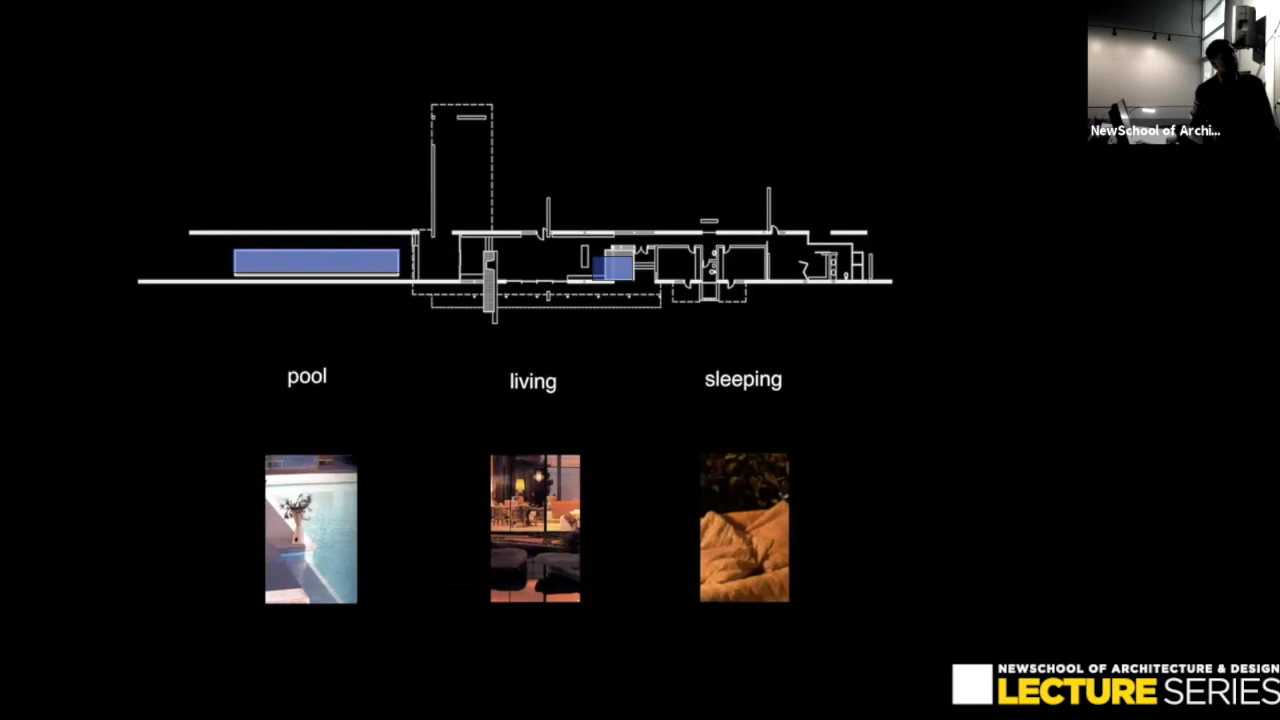 NewSchool of Archi...
pool
living
sleeping
NEWSCHOOL OF ARCHITECTURE & DESIGN
LECTURE SERIES